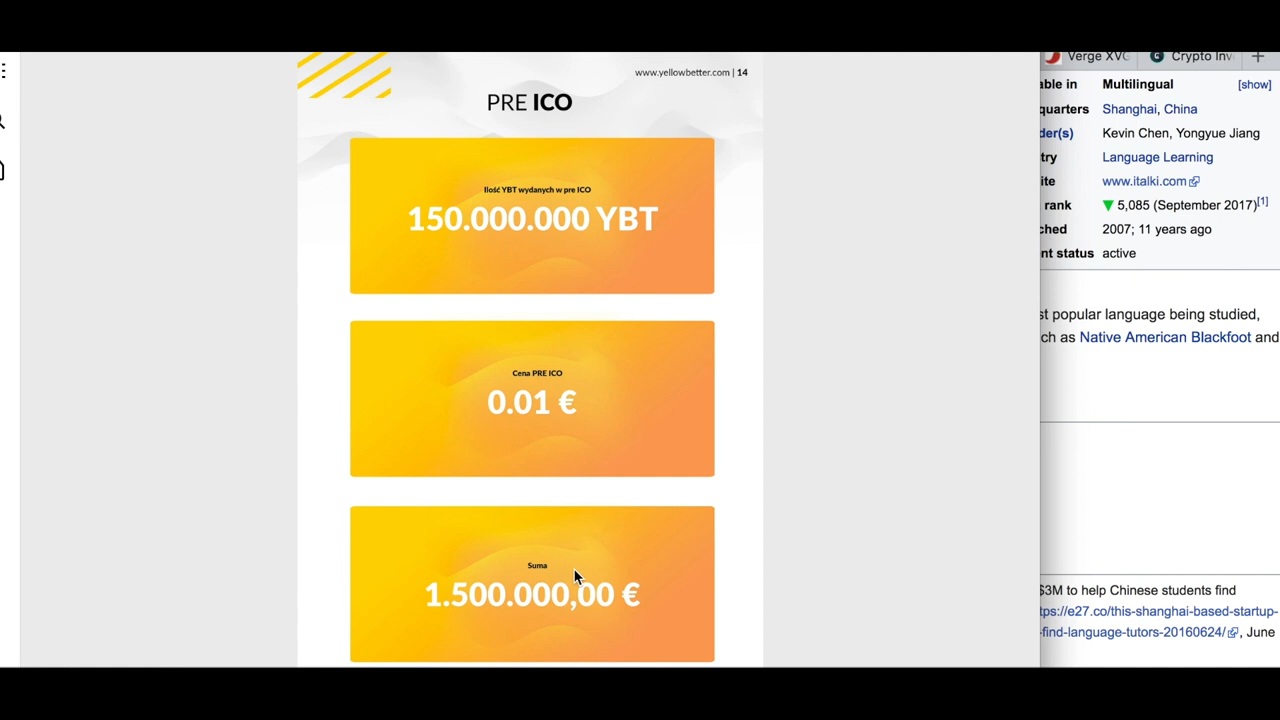 www.yellowbetter.com | 14
PRE ICO
Ilość YBT wydanych w pre ICO
150.000.000 YBT
Cena PRE ICO
0.01 €
Suma
1.500.000,00 €
Verge XVG
Crypto Inv
able in Multilingual [show]
quarters Shanghai, China
der(s) Kevin Chen, Yongyue Jiang
try Language Learning
ite www.italki.com
rank ▼ 5,085 (September 2017)[1]
ched 2007; 11 years ago
nt status active
st popular language being studied,
ch as Native American Blackfoot and
$3M to help Chinese students find
tps://e27.co/this-shanghai-based-startup-
-find-language-tutors-20160624/, June